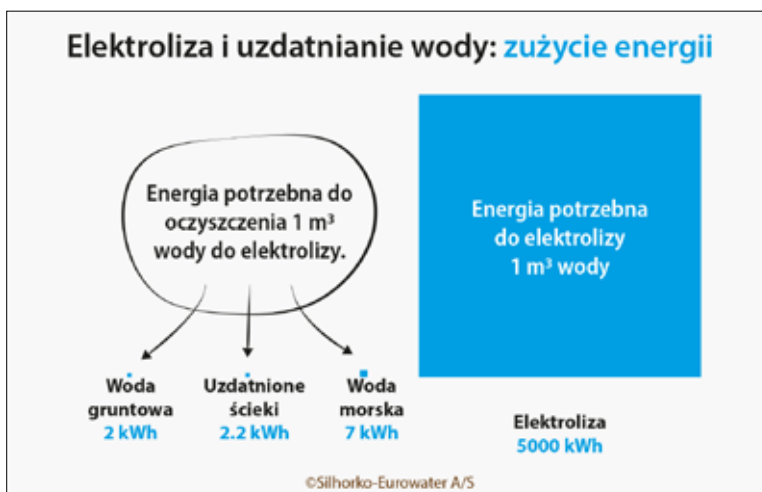 Elektroliza i uzdatnianie wody: zużycie energii
Energia potrzebna do
oczyszczenia 1 m³
wody do elektrolizy.
Energia potrzebna
do elektrolizy
1 m³ wody
Woda
gruntowa
2 kWh
Uzdatnione
ścieki
2.2 kWh
Woda
morska
7 kWh
Elektroliza
5000 kWh
©Silhorko-Eurowater A/S